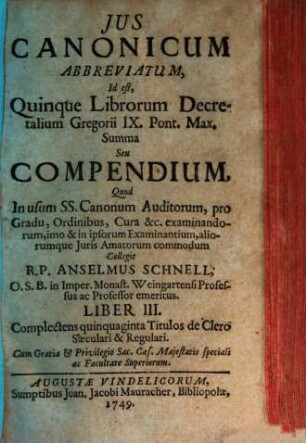 JUS
CANONICUM
ABBREVIATUM,
Id est,
Quinque Librorum Decre-
talium Gregorii IX. Pont. Max.
Summa
Seu
COMPENDIUM,
Quod
In usum SS. Canonum Auditorum, pro
Gradu, Ordinibus, Cura &c. examinando-
rum, imo & in ipsorum Examinantium, alio-
rumque Juris Amatorum commodum
Collegit
R.P. ANSELMUS SCHNELL,
O.S.B. in Imper. Monast. Weingartensi Profes-
sus ac Professor emeritus.
LIBER III.
Complectens quinquaginta Titulos de Clero
Sæculari & Regulari.
Cum Gratia & Privilegio Sac. Cæs. Majestatis speciali
ac Facultate Superiorum.
AUGUSTÆ VINDELICORUM,
Sumptibus Joan, Jacobi Mauracher, Bibliopolæ,
1749.